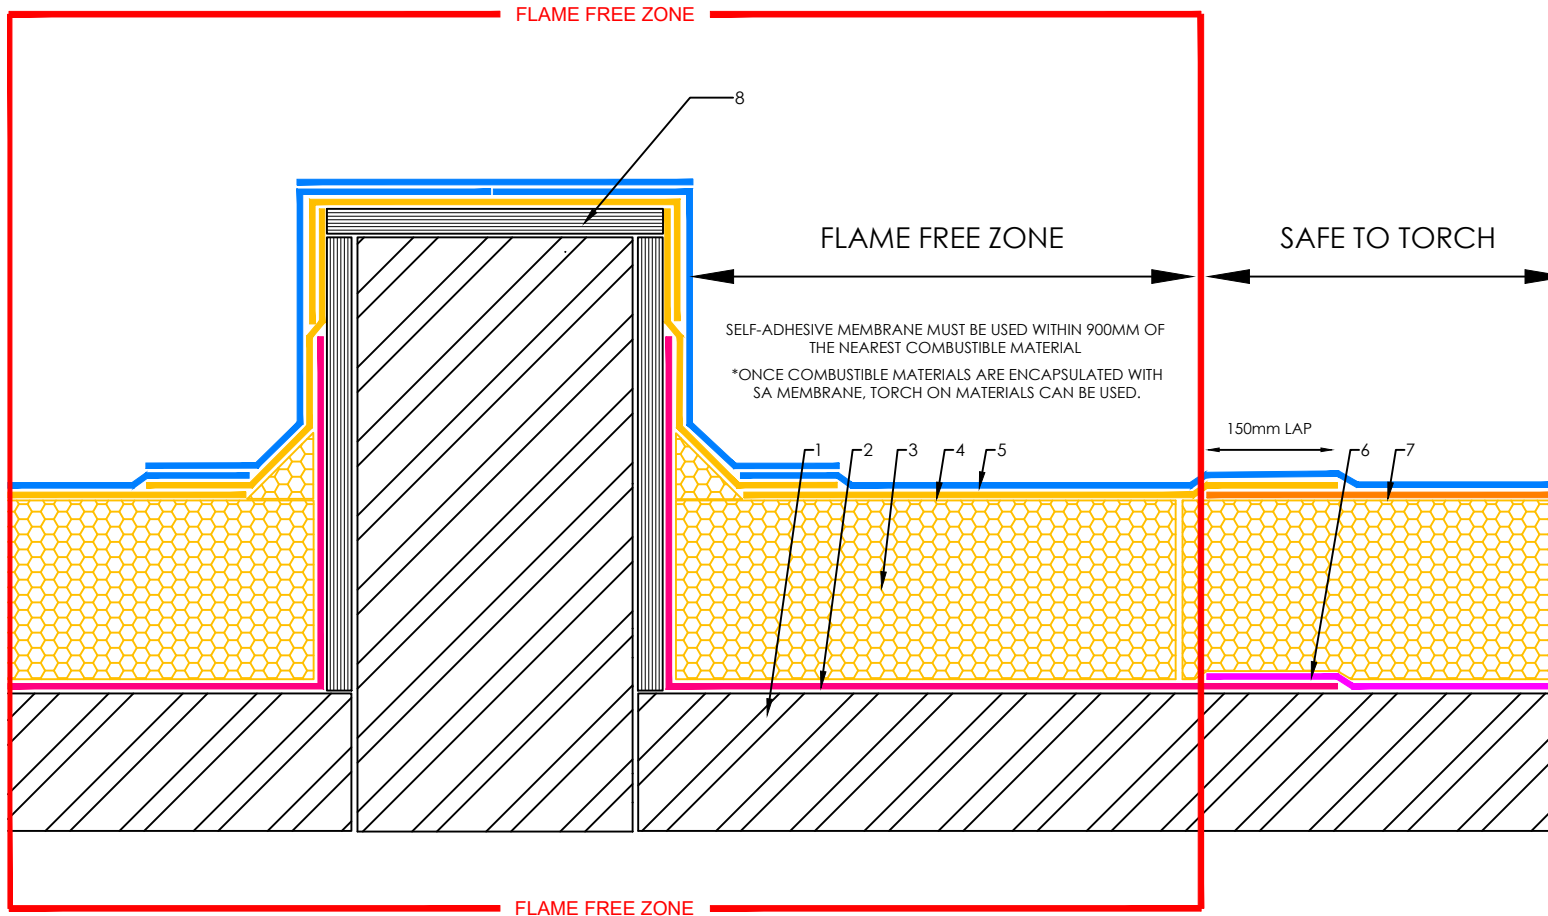 FLAME FREE ZONE
8
FLAME FREE ZONE
SAFE TO TORCH
SELF-ADHESIVE MEMBRANE MUST BE USED WITHIN 900MM OF
THE NEAREST COMBUSTIBLE MATERIAL
*ONCE COMBUSTIBLE MATERIALS ARE ENCAPSULATED WITH
SA MEMBRANE, TORCH ON MATERIALS CAN BE USED.
150mm LAP
1 2 3 4 5 6 7
FLAME FREE ZONE